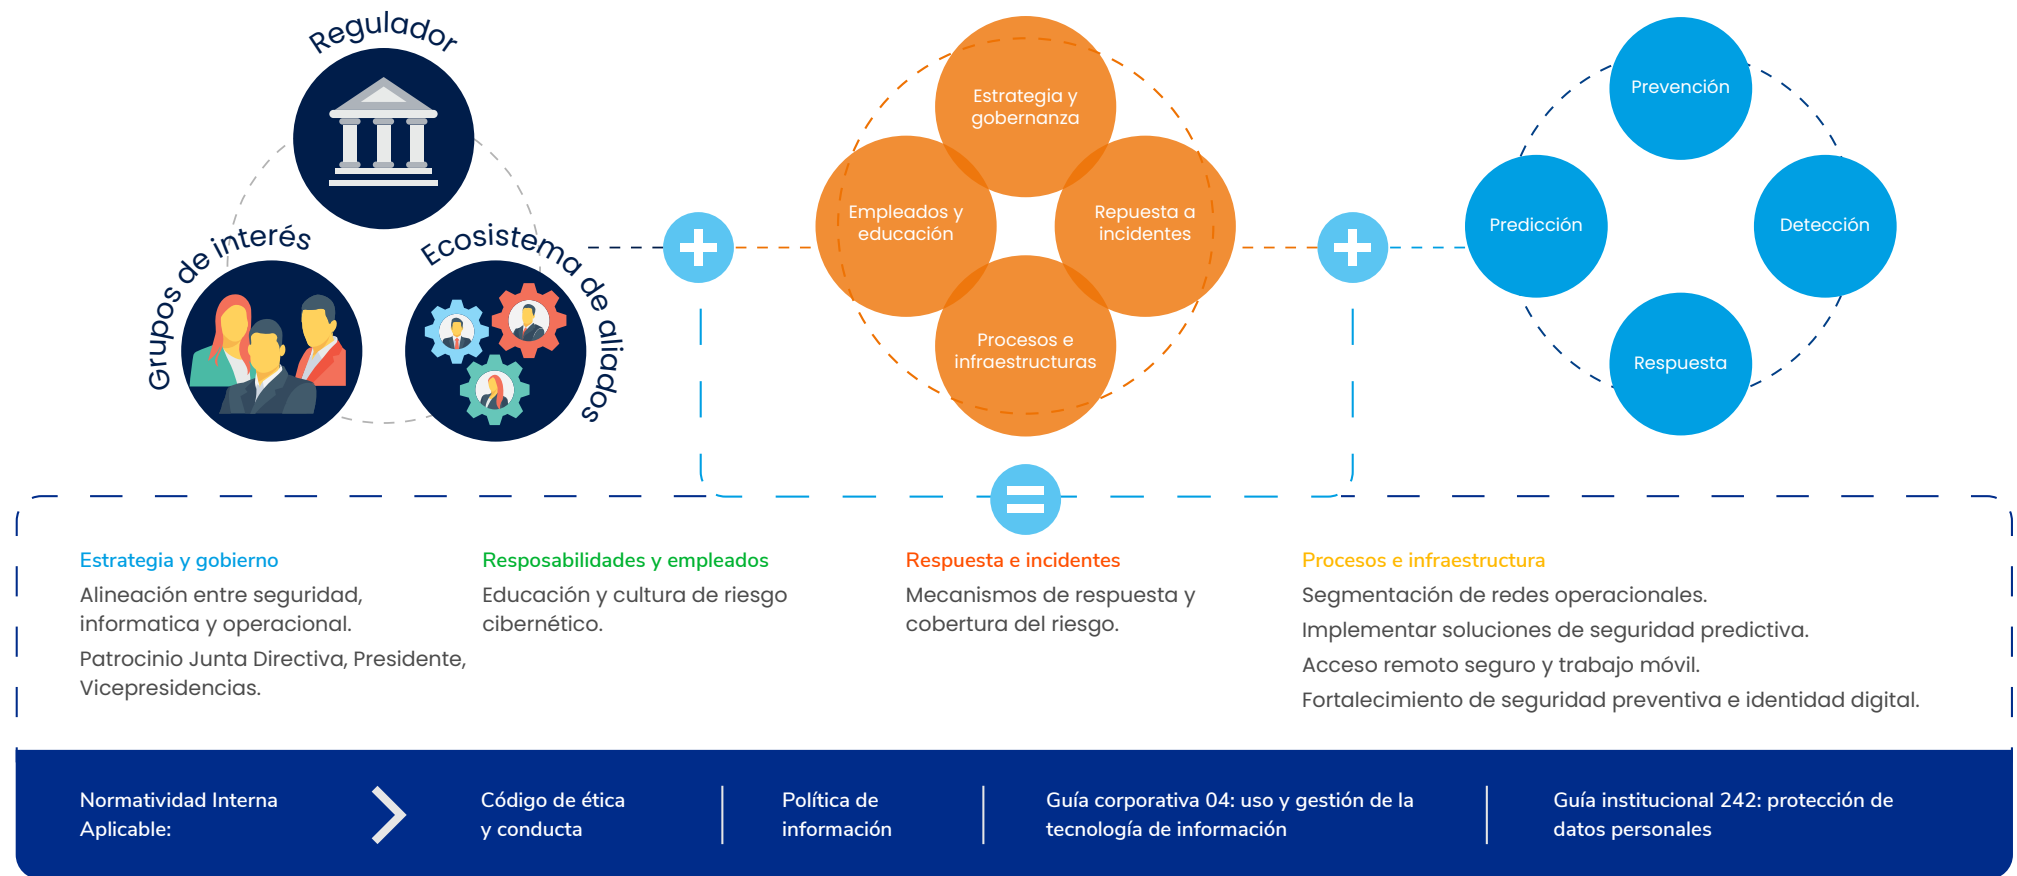 Regulador
Grupos de interés
Ecosistema de aliados
Estrategia y
gobernanza
Empleados y
educación
Repuesta a
incidentes
Procesos e
infraestructuras
Prevención
Predicción
Detección
Respuesta
Estrategia y gobierno
Alineación entre seguridad,
informatica y operacional.
Patrocinio Junta Directiva, Presidente,
Vicepresidencias.
Resposabilidades y empleados
Educación y cultura de riesgo
cibernético.
Respuesta e incidentes
Mecanismos de respuesta y
cobertura del riesgo.
Procesos e infraestructura
Segmentación de redes operacionales.
Implementar soluciones de seguridad predictiva.
Acceso remoto seguro y trabajo móvil.
Fortalecimiento de seguridad preventiva e identidad digital.
Normatividad Interna
Aplicable:
Código de ética
y conducta
Política de
información
Guía corporativa 04: uso y gestión de la
tecnología de información
Guía institucional 242: protección de
datos personales